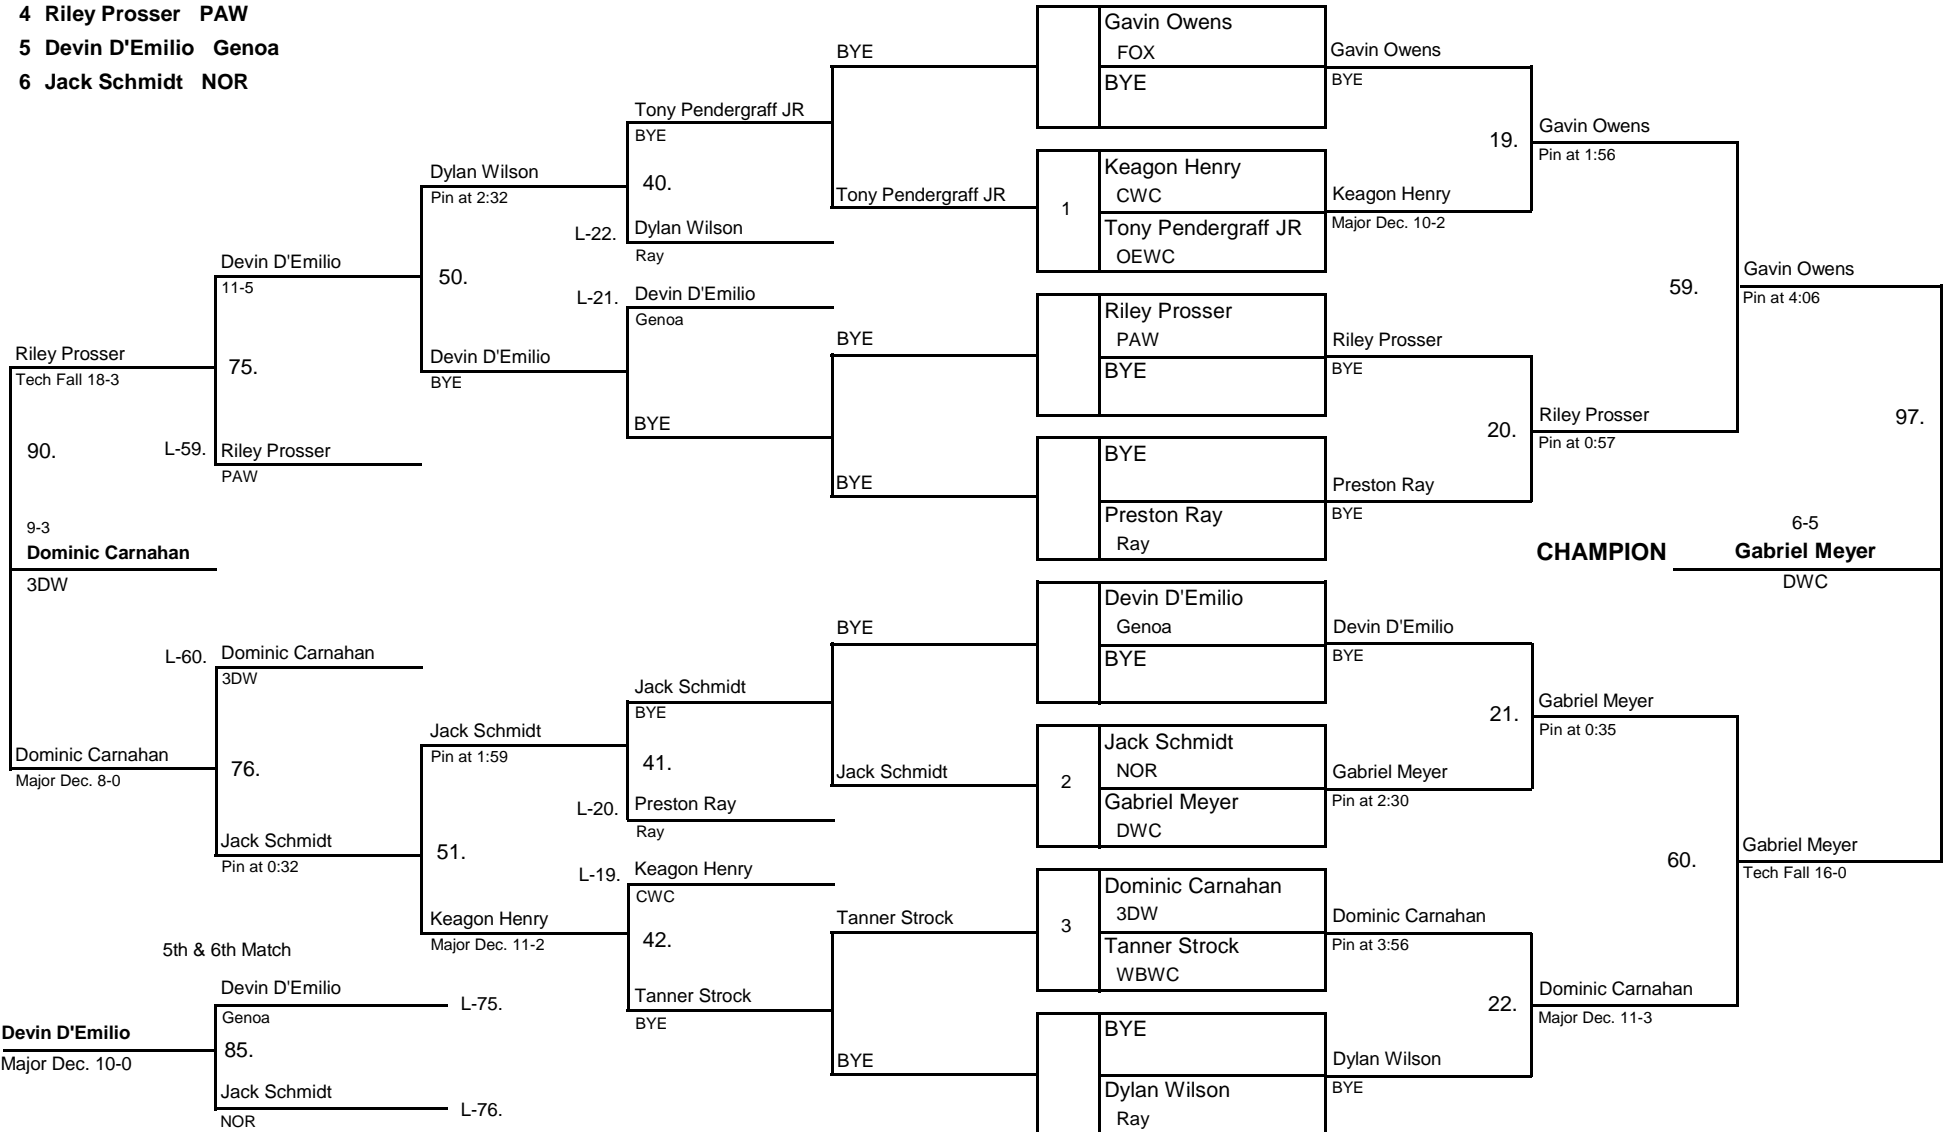 4 Riley Prosser PAW
5 Devin D'Emilio Genoa
6 Jack Schmidt NOR
Gavin Owens
FOX
BYE
Keagon Henry
CWC
1
Tony Pendergraff JR
OEWC
Riley Prosser
PAW
BYE
BYE
Preston Ray
Ray
Devin D'Emilio
Genoa
BYE
Jack Schmidt
NOR
2
Gabriel Meyer
DWC
Dominic Carnahan
3DW
3
Tanner Strock
WBWC
BYE
Dylan Wilson
Ray
Gavin Owens
BYE
19.
Keagon Henry
Major Dec. 10-2
Riley Prosser
BYE
20.
Preston Ray
BYE
Devin D'Emilio
BYE
21.
Gabriel Meyer
Pin at 2:30
Dominic Carnahan
Pin at 3:56
22.
Dylan Wilson
BYE
Gavin Owens
Pin at 1:56
59.
Riley Prosser
Pin at 0:57
Gabriel Meyer
Pin at 0:35
60.
Dominic Carnahan
Major Dec. 11-3
Gavin Owens
Pin at 4:06
97.
6-5
CHAMPION Gabriel Meyer
DWC
Gabriel Meyer
Tech Fall 16-0
BYE
Tony Pendergraff JR
BYE
BYE
BYE
Jack Schmidt
Tanner Strock
BYE
Tony Pendergraff JR
BYE
40.
L-22. Dylan Wilson
Ray
L-21. Devin D'Emilio
Genoa
BYE
Jack Schmidt
BYE
41.
L-20. Preston Ray
Ray
L-19. Keagon Henry
CWC
42.
Tanner Strock
BYE
Dylan Wilson
Pin at 2:32
50.
Devin D'Emilio
BYE
Jack Schmidt
Pin at 1:59
51.
Keagon Henry
Major Dec. 11-2
Devin D'Emilio
11-5
75.
L-59. Riley Prosser
PAW
L-60. Dominic Carnahan
3DW
76.
Jack Schmidt
Pin at 0:32
Riley Prosser
Tech Fall 18-3
90.
9-3
Dominic Carnahan
3DW
Dominic Carnahan
Major Dec. 8-0
5th & 6th Match
Devin D'Emilio L-75.
Genoa
Devin D'Emilio
85.
Major Dec. 10-0
Jack Schmidt L-76.
NOR